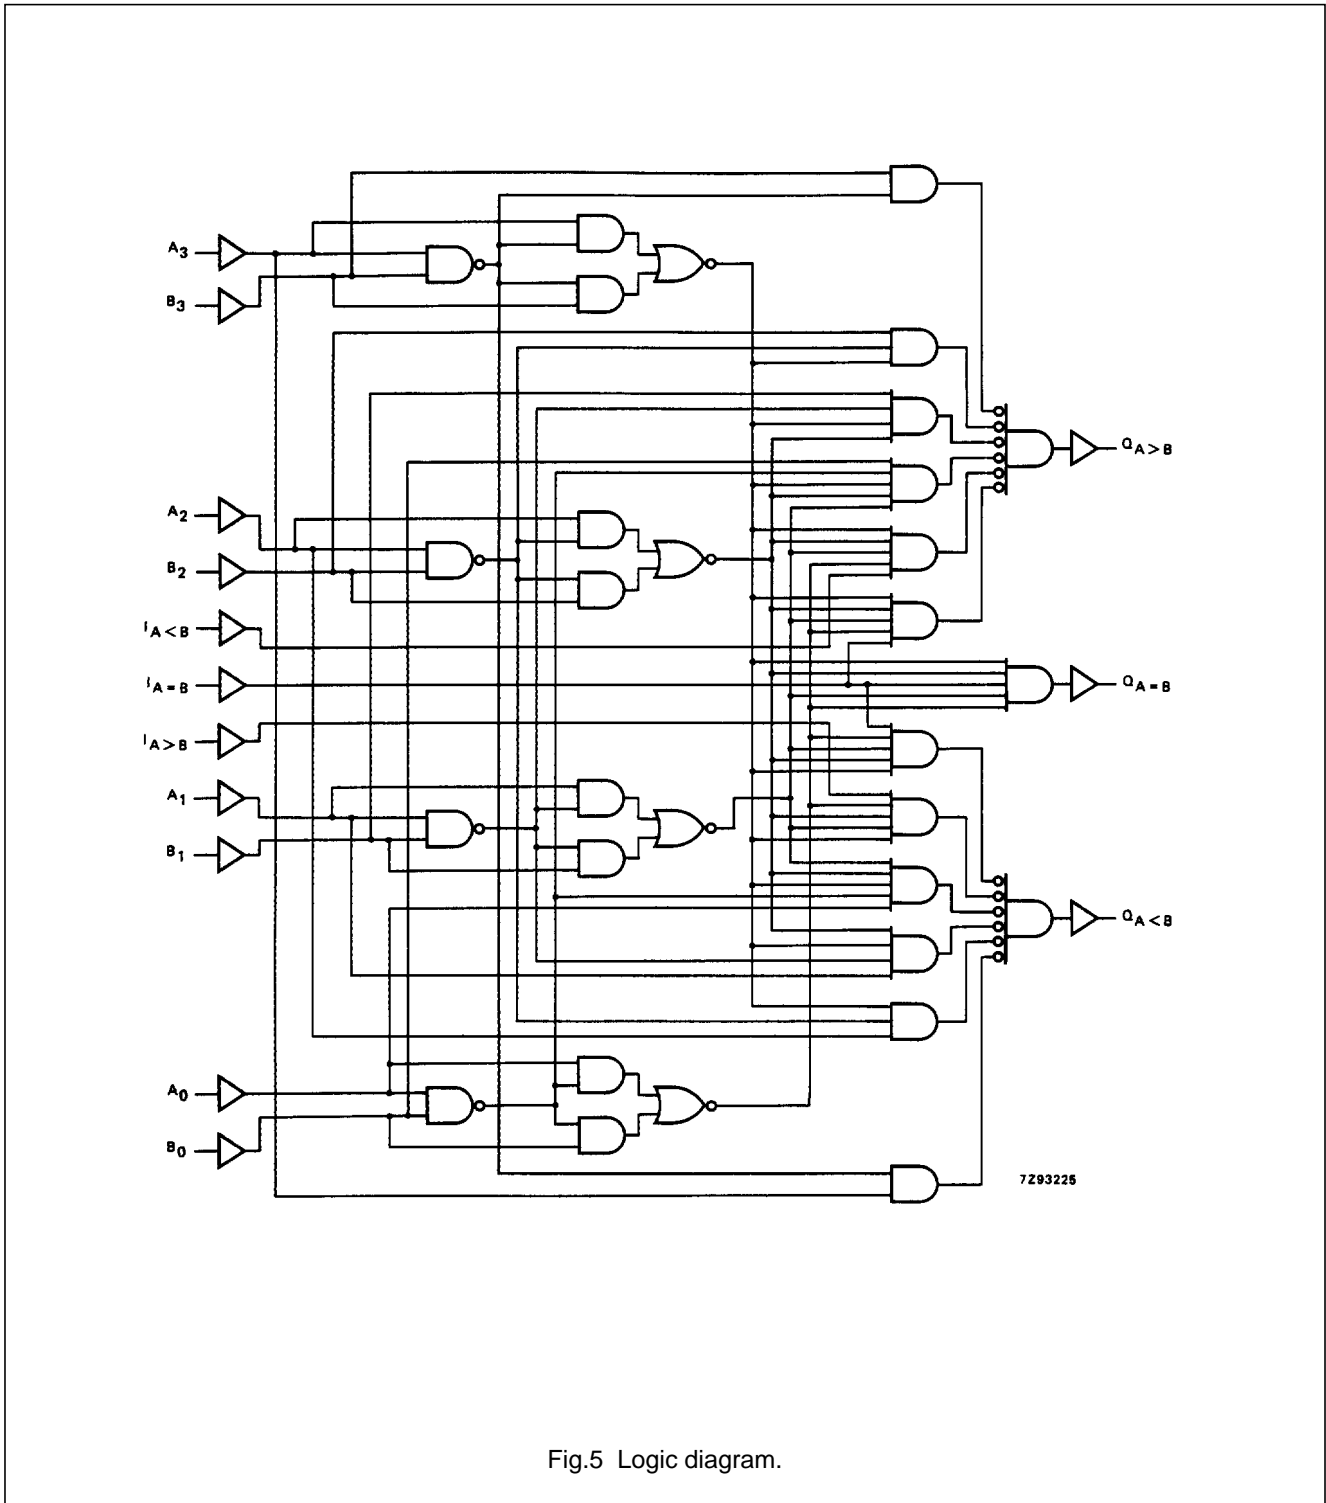 A3
B3
QA>B
A2
B2
IA<B
IA=B
QA=B
IA>B
A1
B1
QA<B
A0
B0
7Z93225
Fig.5 Logic diagram.